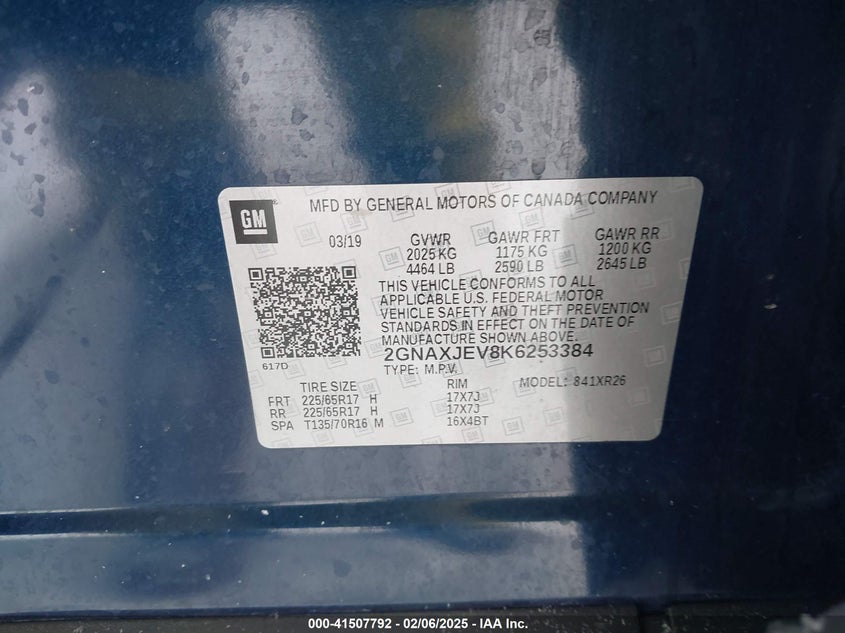 GM
MFD BY GENERAL MOTORS OF CANADA COMPANY
03/19 GVWR GAWR FRT GAWR RR
2025 KG 1175 KG 1200 KG
4464 LB 2590 LB 2645 LB
THIS VEHICLE CONFORMS TO ALL
APPLICABLE U.S. FEDERAL MOTOR
VEHICLE SAFETY AND THEFT PREVENTION
STANDARDS IN EFFECT ON THE DATE OF
MANUFACTURE SHOWN ABOVE.
2GNAXJEV8K6253384
617D
TYPE: M.P.V.
TIRE SIZE RIM MODEL: 841XR26
FRT 225/65R17 H 17X7J
RR 225/65R17 H 17X7J
SPA T135/70R16 M 16X4BT
000-41507792 - 02/06/2025 - IAA Inc.